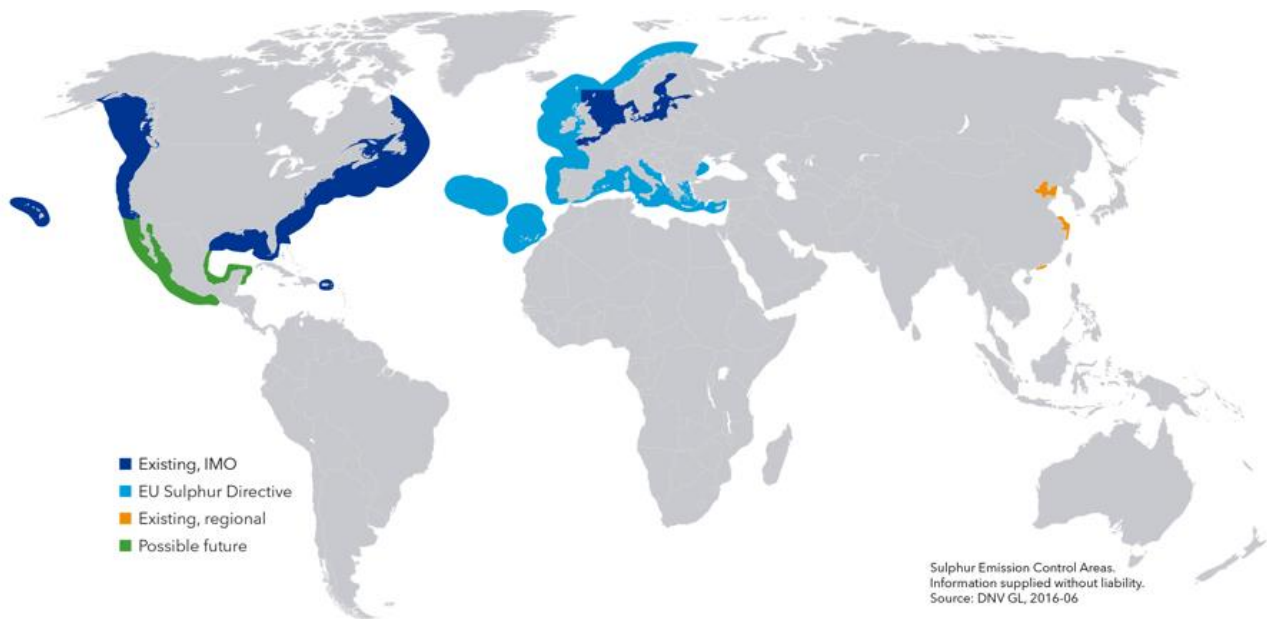 Existing, IMO
EU Sulphur Directive
Existing, regional
Possible future
Sulphur Emission Control Areas.
Information supplied without liability.
Source: DNV GL, 2016-06